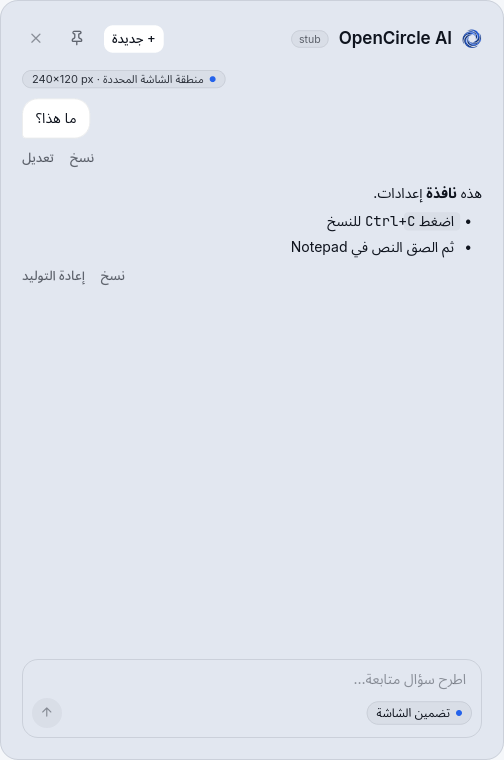 OpenCircle AI
stub
+ جديدة
منطقة الشاشة المحددة · 240×120 px
ما هذا؟
نسخ تعديل
هذه نافذة إعدادات.
• اضغط Ctrl+C للنسخ
• ثم الصق النص في Notepad
نسخ إعادة التوليد
اطرح سؤال متابعة...
تضمين الشاشة